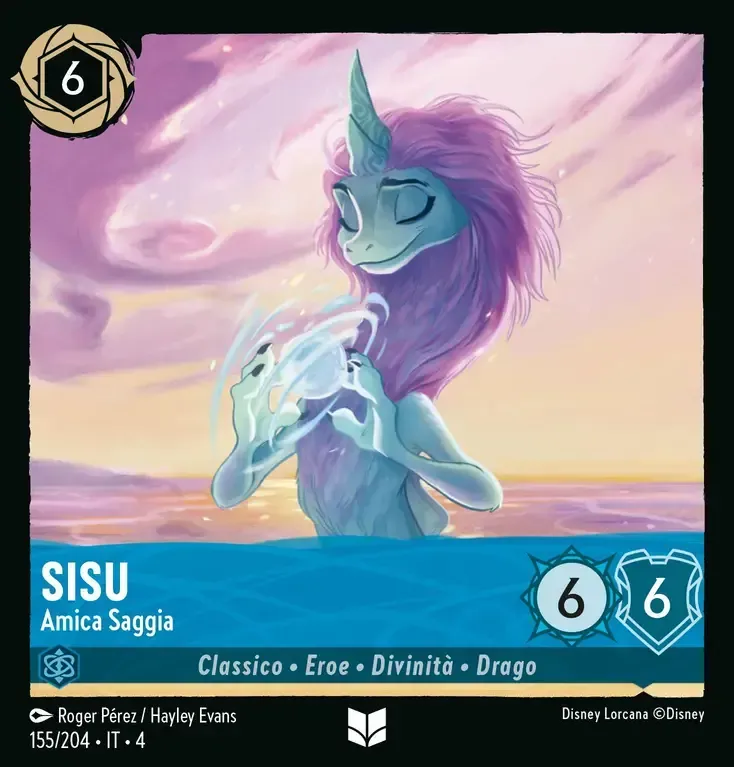 6
SISU
Amica Saggia
6
6
Classico • Eroe • Divinità • Drago
Roger Pérez / Hayley Evans
Disney Lorcana ©Disney
155/204 • IT • 4